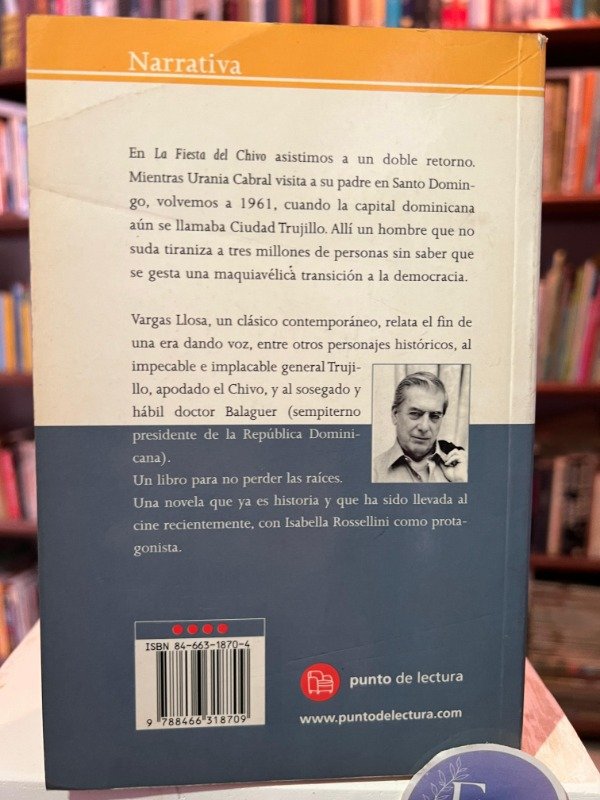 Narrativa
En La Fiesta del Chivo asistimos a un doble retorno.
Mientras Urania Cabral visita a su padre en Santo Domin-
go, volvemos a 1961, cuando la capital dominicana
aún se llamaba Ciudad Trujillo. Allí un hombre que no
suda tiraniza a tres millones de personas sin saber que
se gesta una maquiavélica transición a la democracia.
Vargas Llosa, un clásico contemporáneo, relata el fin de
una era dando voz, entre otros personajes históricos, al
impecable e implacable general Truji-
llo, apodado el Chivo, y al sosegado y
hábil doctor Balaguer (sempiterno
presidente de la República Domini-
cana).
Un libro para no perder las raíces.
Una novela que ya es historia y que ha sido llevada al
cine recientemente, con Isabella Rossellini como prota-
gonista.
ISBN 84-663-1870-4
9 788466 318709
punto de lectura
www.puntodelectura.com